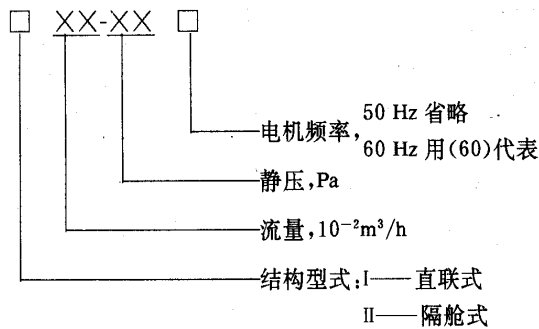 □ XX-XX □
50 Hz 省略
电机频率,
60 Hz 用(60)代表
静压,Pa
流量,10⁻²m³/h
结构型式:I——直联式
II——隔舱式